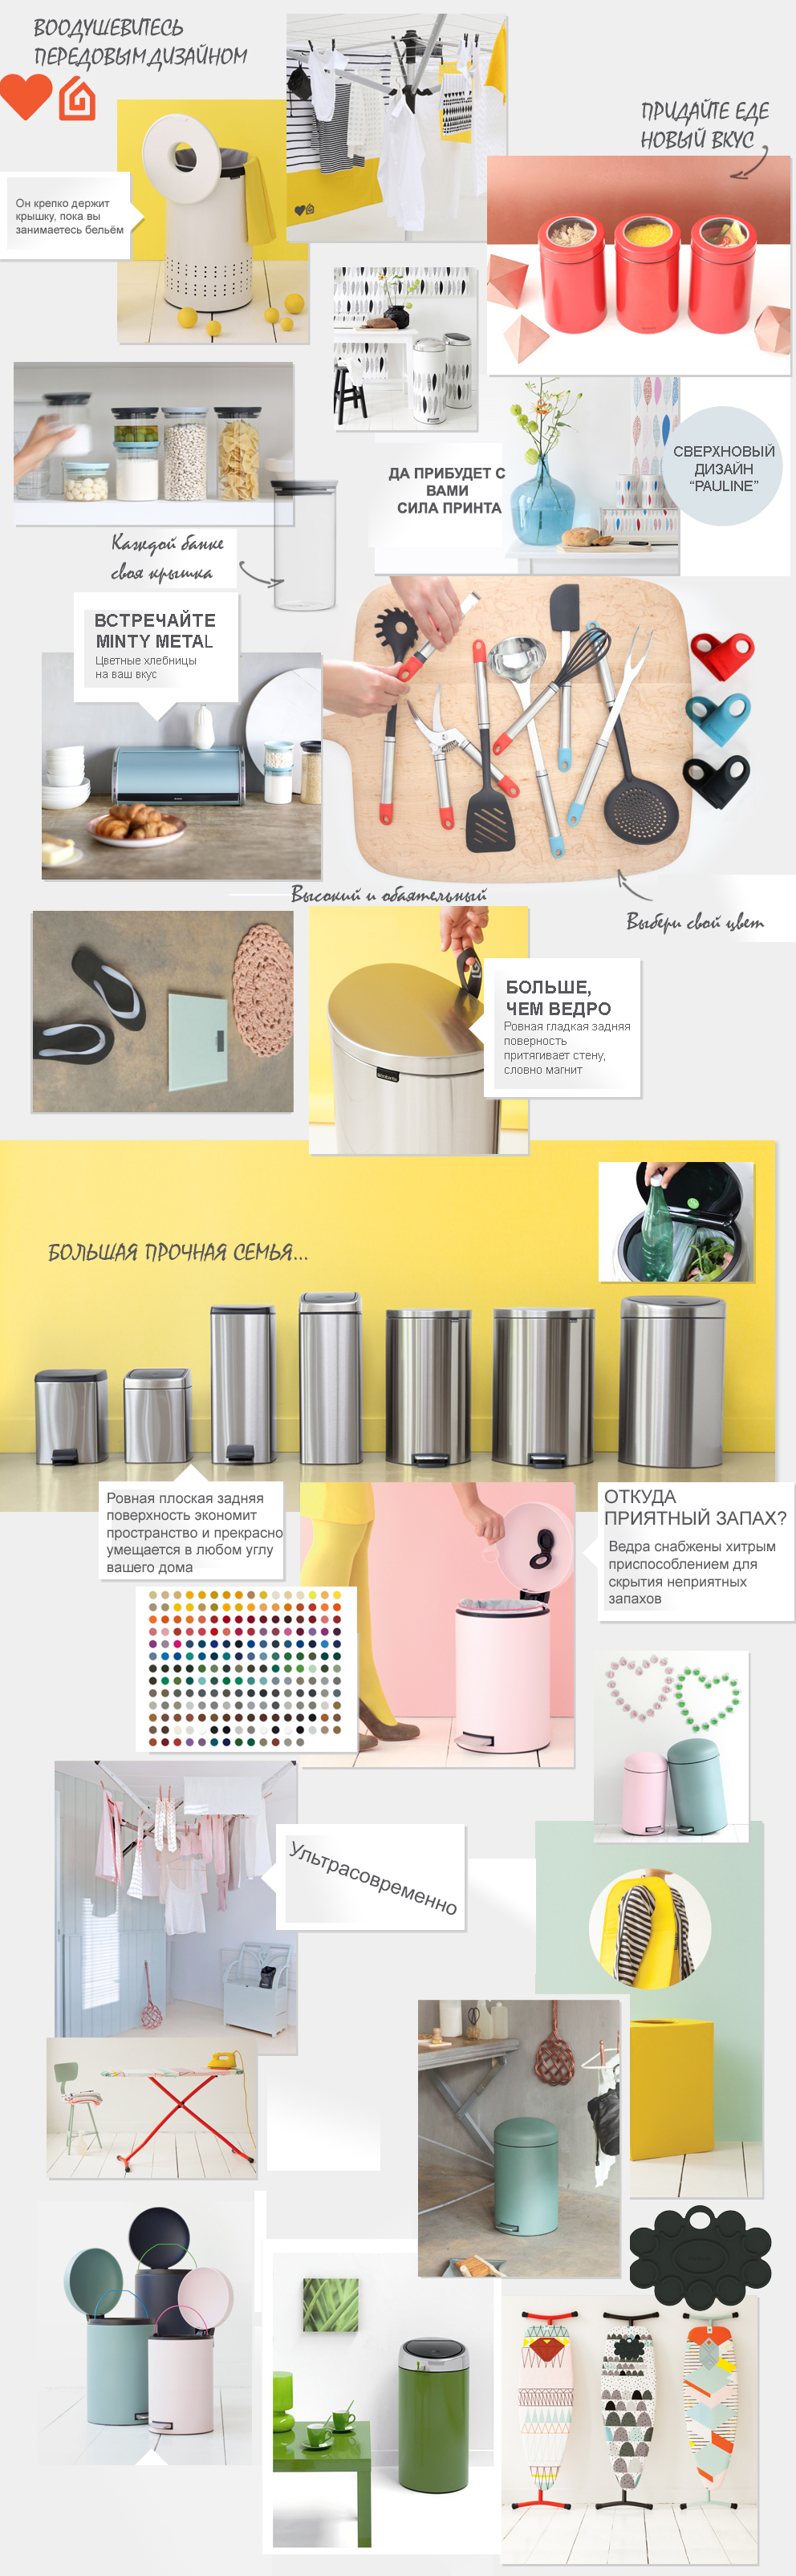 ВООДУШЕВИТЕСЬ
ПЕРЕДОВЫМ ДИЗАЙНОМ
ПРИДАЙТЕ ЕДЕ
НОВЫЙ ВКУС
Он крепко держит
крышку, пока вы
занимаетесь бельём
СВЕРХНОВЫЙ
ДИЗАЙН
“PAULINE”
ДА ПРИБУДЕТ С
ВАМИ
СИЛА ПРИНТА
Каждой банке
своя крышка
ВСТРЕЧАЙТЕ
MINTY METAL
Цветные хлебницы
на ваш вкус
Высокий и обаятельный
Выбери свой цвет
БОЛЬШЕ,
ЧЕМ ВЕДРО
Ровная гладкая задняя
поверность
притягивает стену,
словно магнит
БОЛЬШАЯ ПРОЧНАЯ СЕМЬЯ...
Ровная плоская задняя
поверхность экономит
пространство и прекрасно
умещается в любом углу
вашего дома
ОТКУДА
ПРИЯТНЫЙ ЗАПАХ?
Ведра снабжены хитрым
приспособлением для
скрытия неприятных
запахов
Ультрасовременно